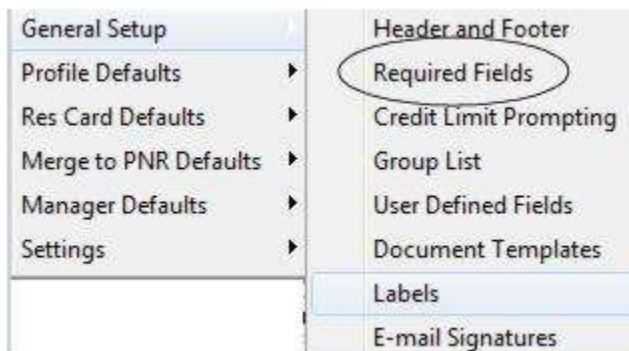 General Setup
Profile Defaults
Res Card Defaults
Merge to PNR Defaults
Manager Defaults
Settings
Header and Footer
Required Fields
Credit Limit Prompting
Group List
User Defined Fields
Document Templates
Labels
E-mail Signatures